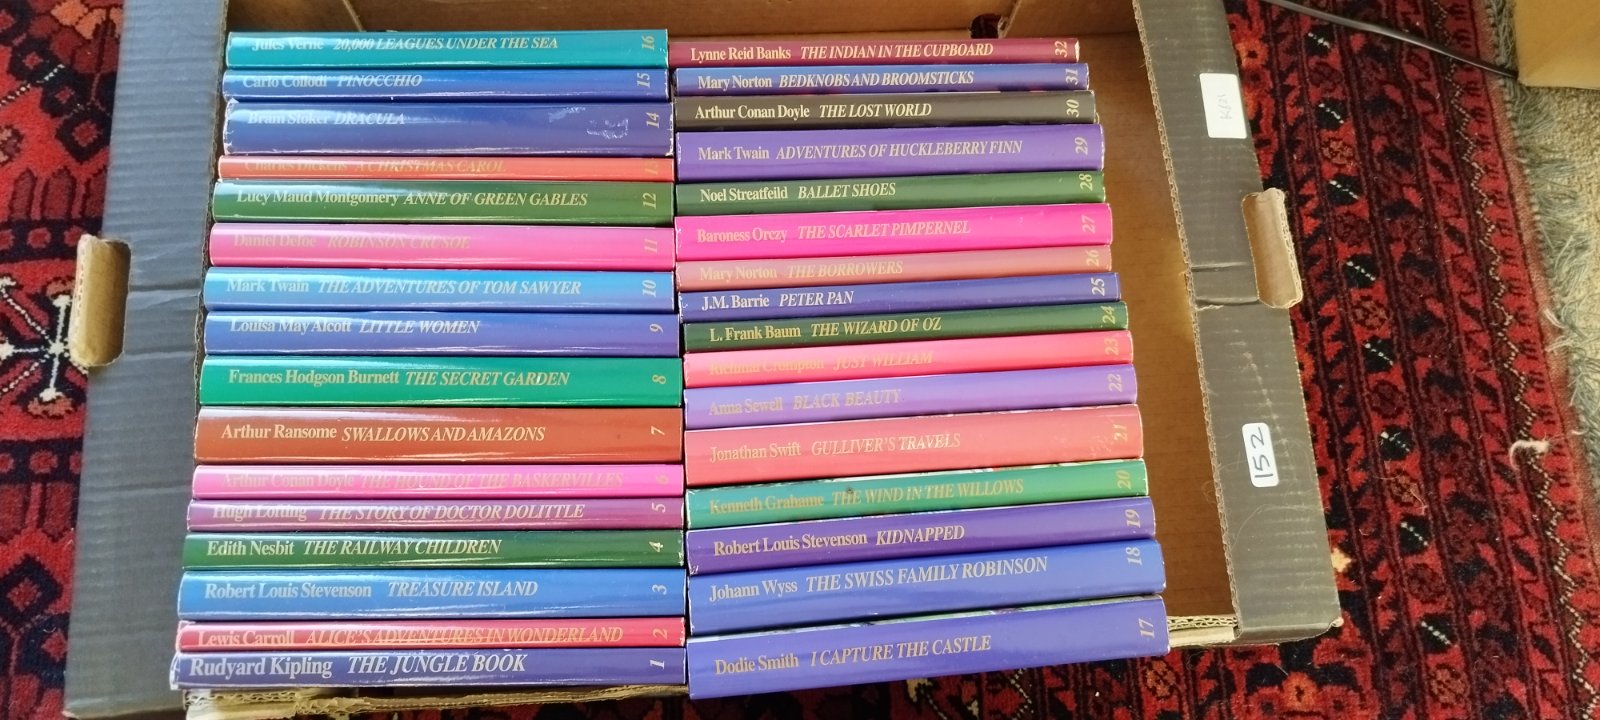 Jules Verne 20,000 LEAGUES UNDER THE SEA 16
Carlo Collodi PINOCCHIO 15
Bram Stoker DRACULA 14
Charles Dickens A CHRISTMAS CAROL 13
Lucy Maud Montgomery ANNE OF GREEN GABLES 12
Daniel Defoe ROBINSON CRUSOE 11
Mark Twain THE ADVENTURES OF TOM SAWYER 10
Louisa May Alcott LITTLE WOMEN 9
Frances Hodgson Burnett THE SECRET GARDEN 8
Arthur Ransome SWALLOWS AND AMAZONS 7
Arthur Conan Doyle THE HOUND OF THE BASKERVILLES 6
Hugh Lofting THE STORY OF DOCTOR DOLITTLE 5
Edith Nesbit THE RAILWAY CHILDREN 4
Robert Louis Stevenson TREASURE ISLAND 3
Lewis Carroll ALICE'S ADVENTURES IN WONDERLAND 2
Rudyard Kipling THE JUNGLE BOOK 1
Lynne Reid Banks THE INDIAN IN THE CUPBOARD 32
Mary Norton BEDKNOBS AND BROOMSTICKS 31
Arthur Conan Doyle THE LOST WORLD 30
Mark Twain ADVENTURES OF HUCKLEBERRY FINN 29
Noel Streatfeild BALLET SHOES 28
Baroness Orczy THE SCARLET PIMPERNEL 27
Mary Norton THE BORROWERS 26
J.M. Barrie PETER PAN 25
L. Frank Baum THE WIZARD OF OZ 24
Richmal Crompton JUST WILLIAM 23
Anna Sewell BLACK BEAUTY 22
Jonathan Swift GULLIVER'S TRAVELS 21
Kenneth Grahame THE WIND IN THE WILLOWS 20
Robert Louis Stevenson KIDNAPPED 19
Johann Wyss THE SWISS FAMILY ROBINSON 18
Dodie Smith I CAPTURE THE CASTLE 17
152